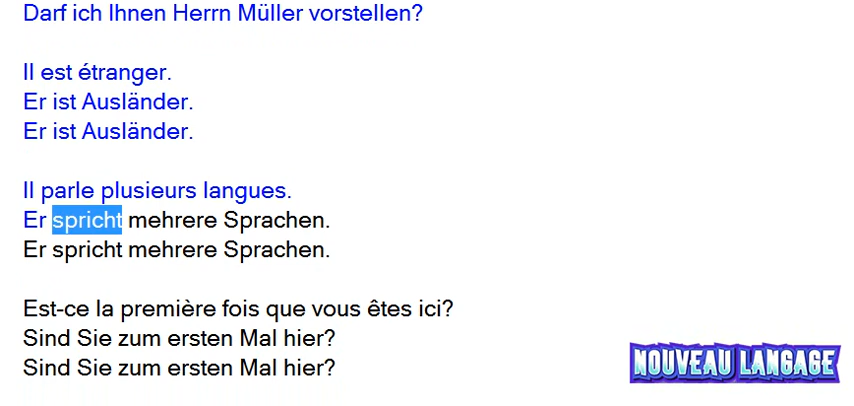 Darf ich Ihnen Herrn Müller vorstellen?
Il est étranger.
Er ist Ausländer.
Er ist Ausländer.
Il parle plusieurs langues.
Er spricht mehrere Sprachen.
Er spricht mehrere Sprachen.
Est-ce la première fois que vous êtes ici?
Sind Sie zum ersten Mal hier?
Sind Sie zum ersten Mal hier?
NOUVEAU LANGAGE